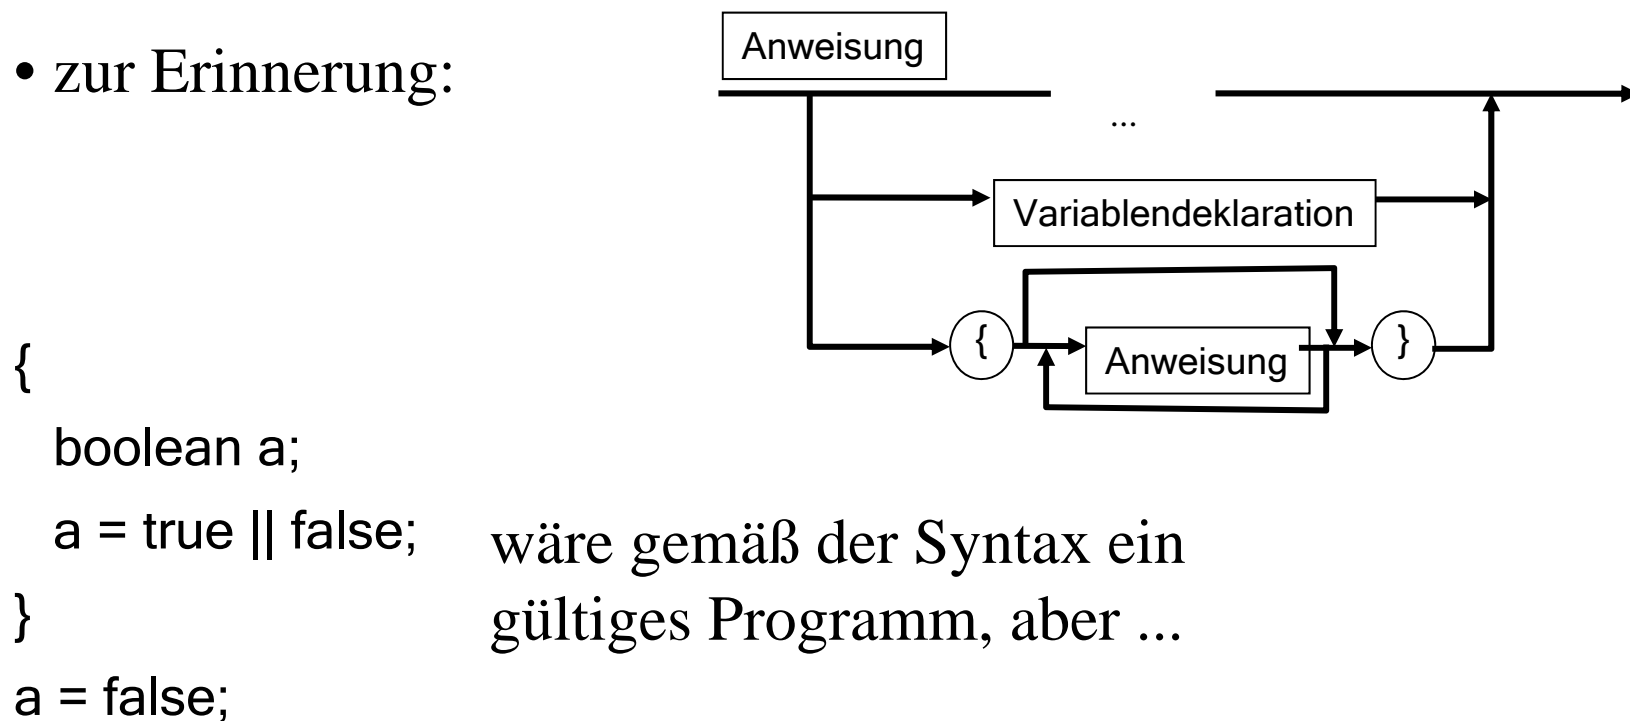 • zur Erinnerung:
Anweisung
...
Variablendeklaration
{ Anweisung }
{
boolean a;
a = true || false;
}
a = false;
wäre gemäß der Syntax ein
gültiges Programm, aber ...